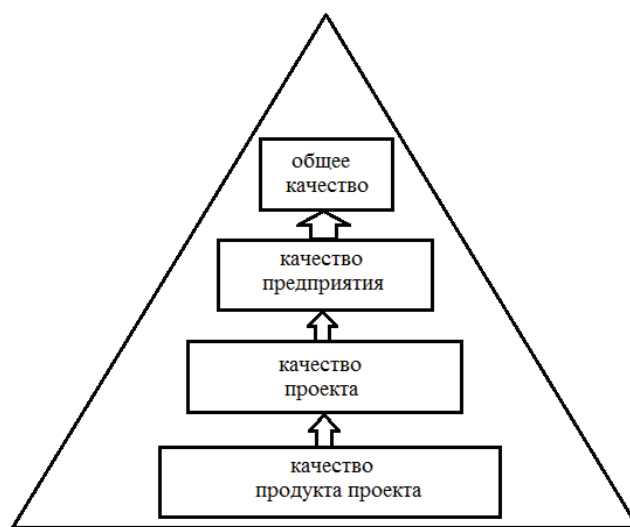 общее
качество
качество
предприятия
качество
проекта
качество
продукта проекта